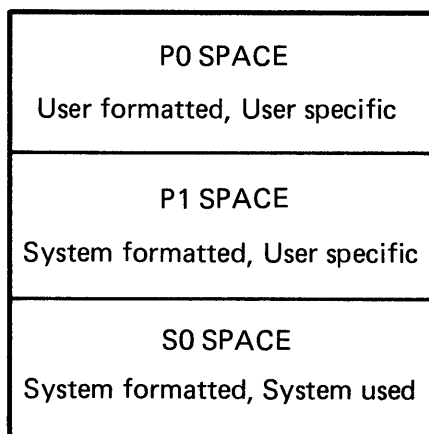 P0 SPACE
User formatted, User specific
P1 SPACE
System formatted, User specific
S0 SPACE
System formatted, System used